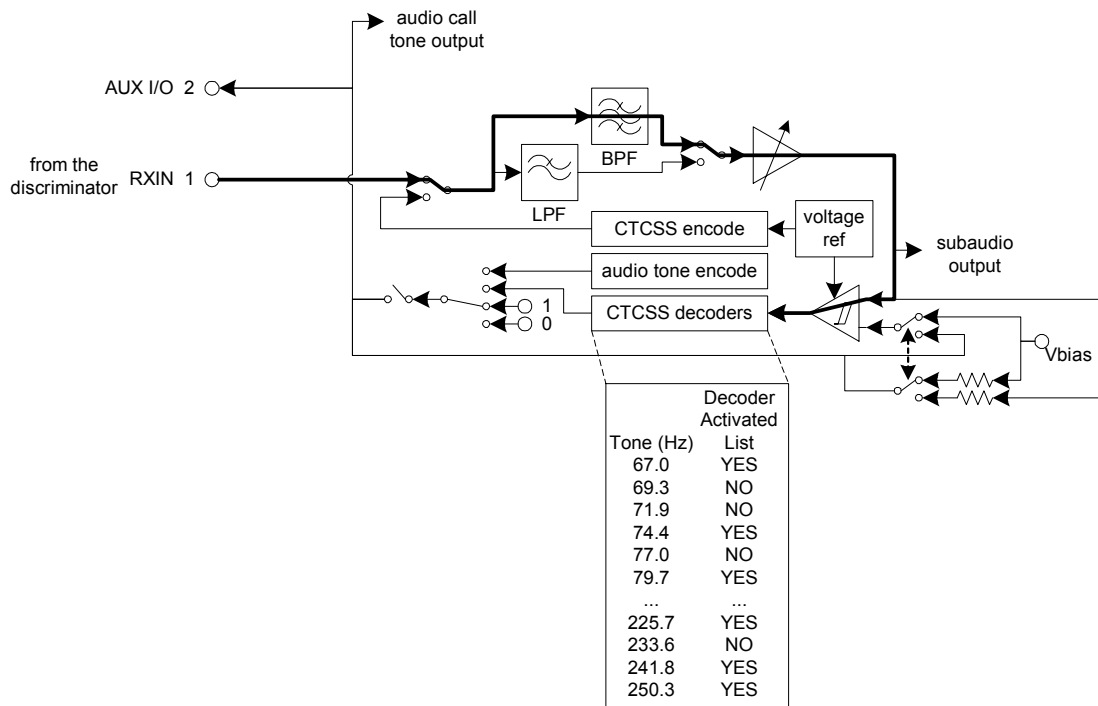 audio call
tone output
AUX I/O 2
from the
discriminator
RXIN 1
BPF
LPF
CTCSS encode
voltage
ref
audio tone encode
subaudio
output
CTCSS decoders
1
0
Vbias
Decoder
Activated
Tone (Hz) List
67.0 YES
69.3 NO
71.9 NO
74.4 YES
77.0 NO
79.7 YES
... ...
225.7 YES
233.6 NO
241.8 YES
250.3 YES